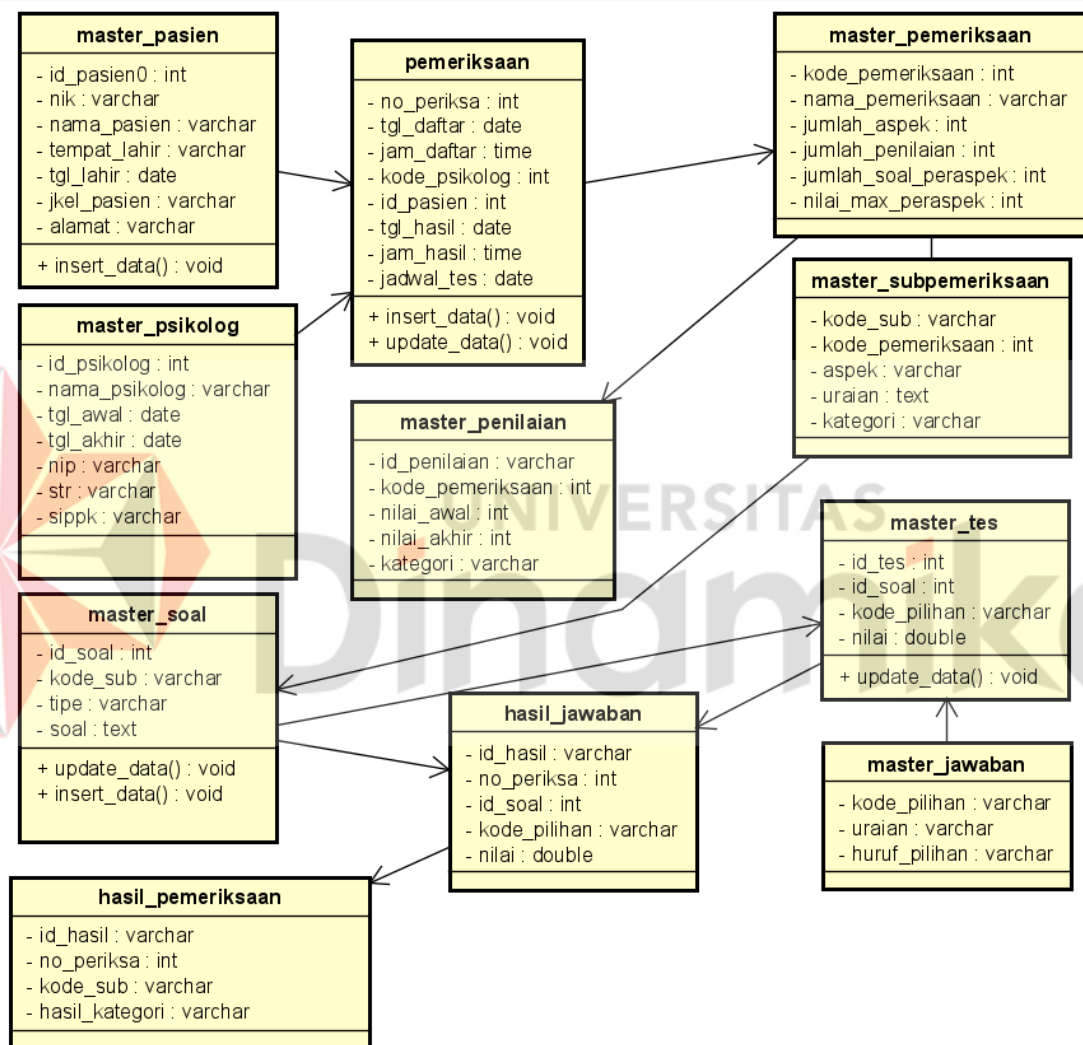 master_pasien
- id_pasien0 : int
- nik : varchar
- nama_pasien : varchar
- tempat_lahir : varchar
- tgl_lahir : date
- jkel_pasien : varchar
- alamat : varchar
+ insert_data() : void
pemeriksaan
- no_periksa : int
- tgl_daftar : date
- jam_daftar : time
- kode_psikolog : int
- id_pasien : int
- tgl_hasil : date
- jam_hasil : time
- jadwal_tes : date
+ insert_data() : void
+ update_data() : void
master_pemeriksaan
- kode_pemeriksaan : int
- nama_pemeriksaan : varchar
- jumlah_aspek : int
- jumlah_penilaian : int
- jumlah_soal_peraspek : int
- nilai_max_peraspek : int
master_subpemeriksaan
- kode_sub : varchar
- kode_pemeriksaan : int
- aspek : varchar
- uraian : text
- kategori : varchar
master_psikolog
- id_psikolog : int
- nama_psikolog : varchar
- tgl_awal : date
- tgl_akhir : date
- nip : varchar
- str : varchar
- sippk : varchar
master_penilaian
- id_penilaian : varchar
- kode_pemeriksaan : int
- nilai_awal : int
- nilai_akhir : int
- kategori : varchar
UNIVERSITAS
Dinamika
master_tes
- id_tes : int
- id_soal : int
- kode_pilihan : varchar
- nilai : double
+ update_data() : void
master_soal
- id_soal : int
- kode_sub : varchar
- tipe : varchar
- soal : text
+ update_data() : void
+ insert_data() : void
hasil_jawaban
- id_hasil : varchar
- no_periksa : int
- id_soal : int
- kode_pilihan : varchar
- nilai : double
master_jawaban
- kode_pilihan : varchar
- uraian : varchar
- huruf_pilihan : varchar
hasil_pemeriksaan
- id_hasil : varchar
- no_periksa : int
- kode_sub : varchar
- hasil_kategori : varchar